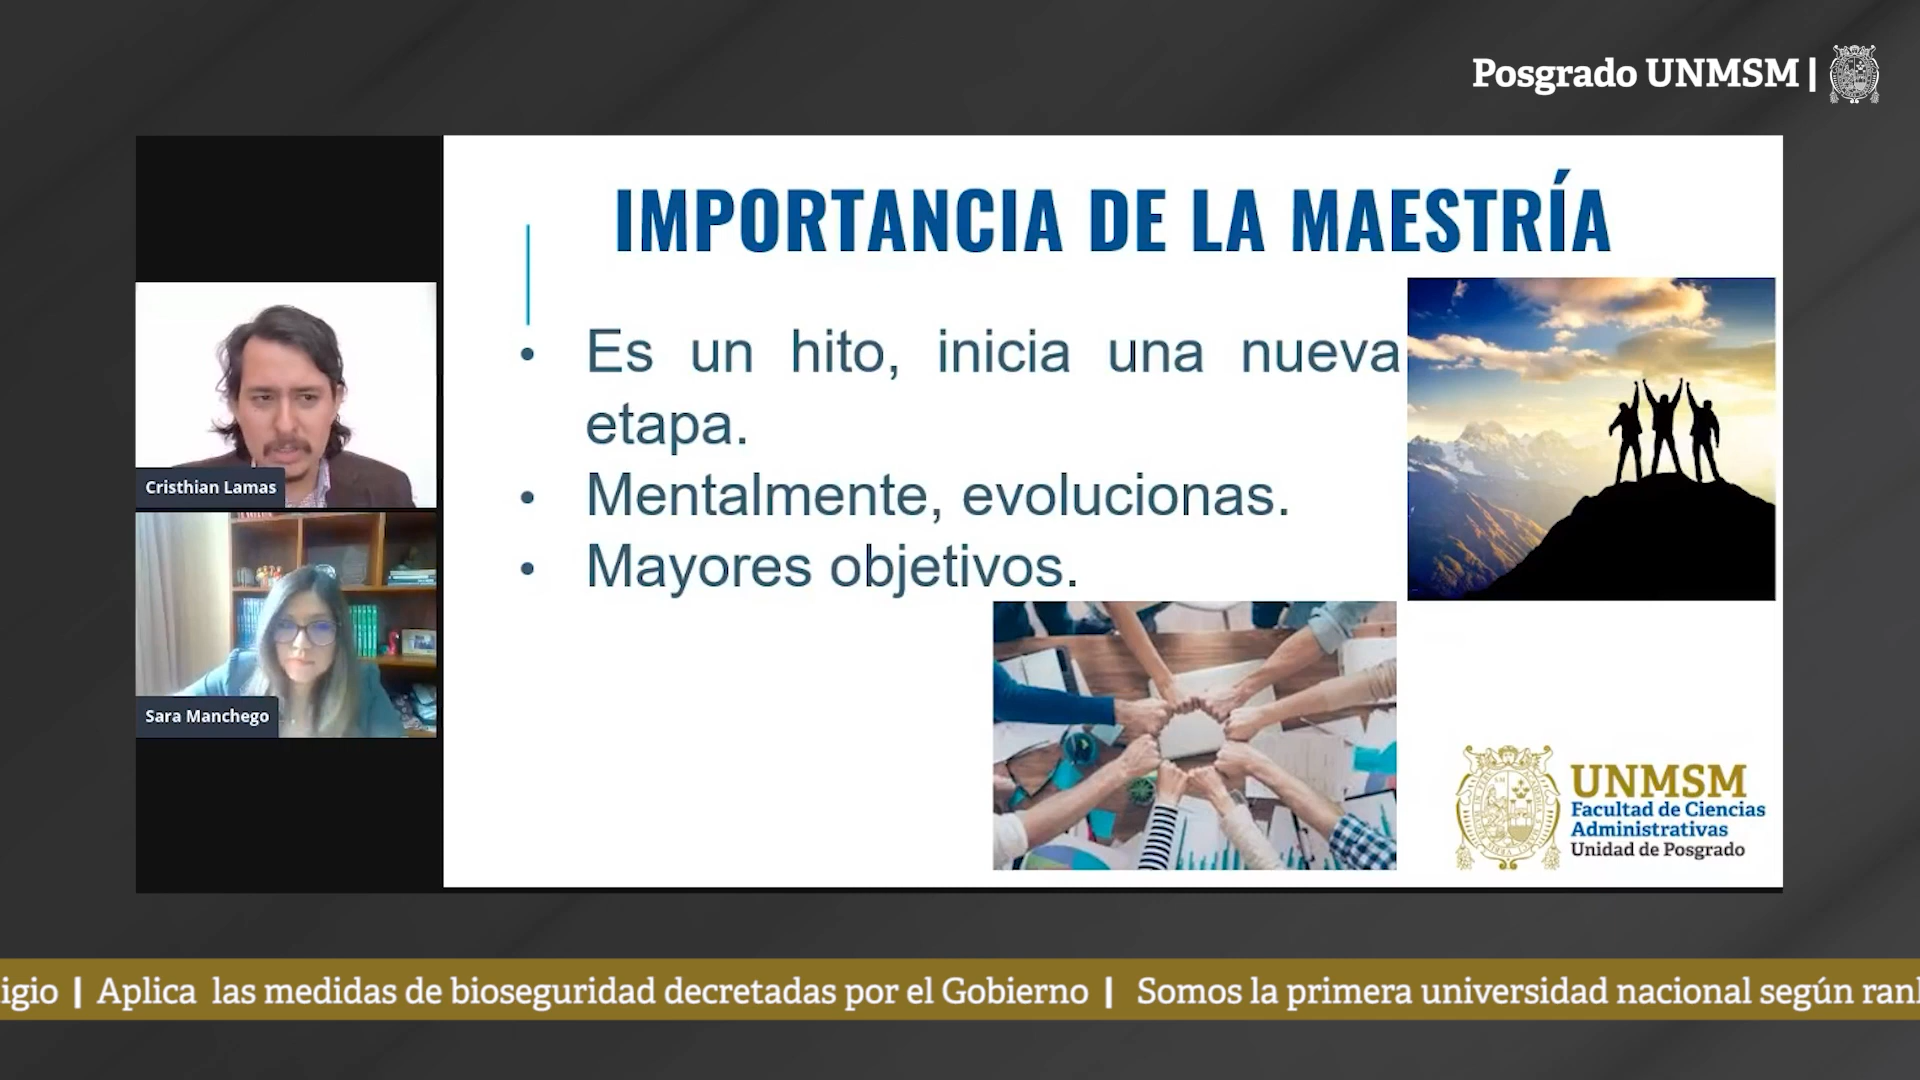 Posgrado UNMSM |
IMPORTANCIA DE LA MAESTRÍA
• Es un hito, inicia una nueva
etapa.
• Mentalmente, evolucionas.
• Mayores objetivos.
Cristhian Lamas
Sara Manchego
UNMSM
Facultad de Ciencias
Administrativas
Unidad de Posgrado
igio | Aplica las medidas de bioseguridad decretadas por el Gobierno | Somos la primera universidad nacional según